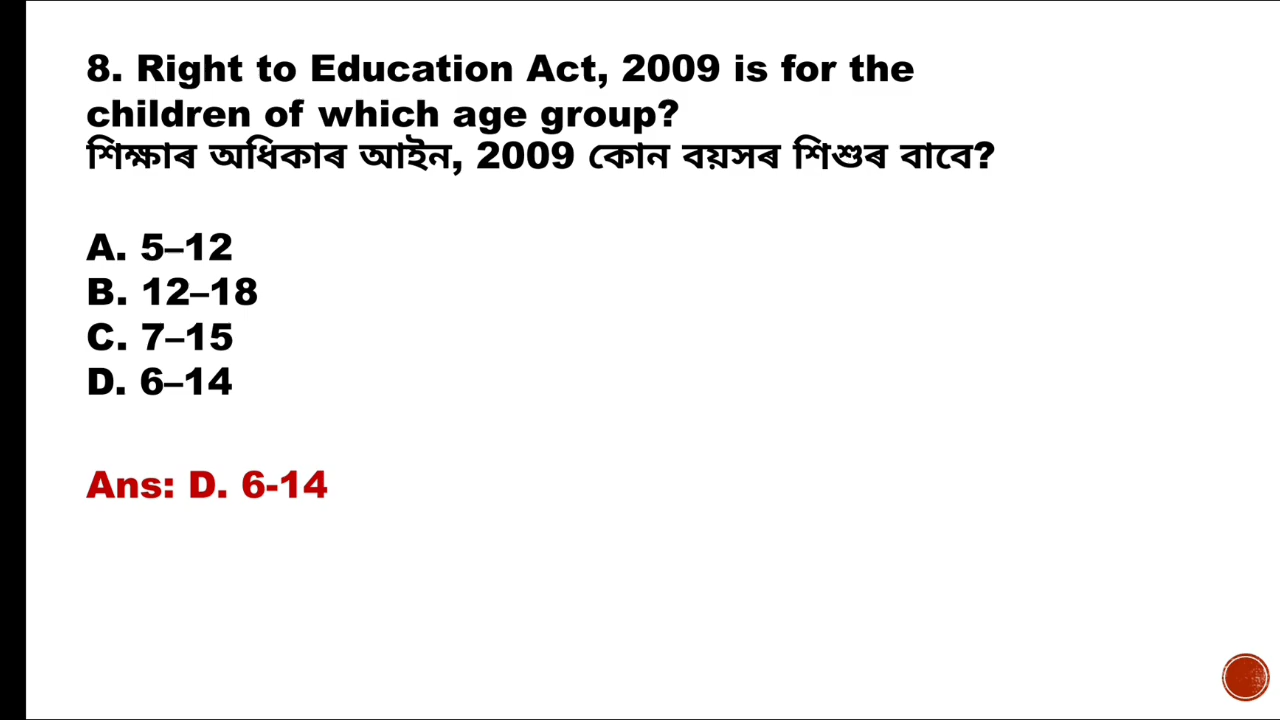 8. Right to Education Act, 2009 is for the
children of which age group?
শিক্ষাৰ অধিকাৰ আইন, 2009 কোন বয়সৰ শিশুৰ বাবে?
A. 5–12
B. 12–18
C. 7–15
D. 6–14
Ans: D. 6-14